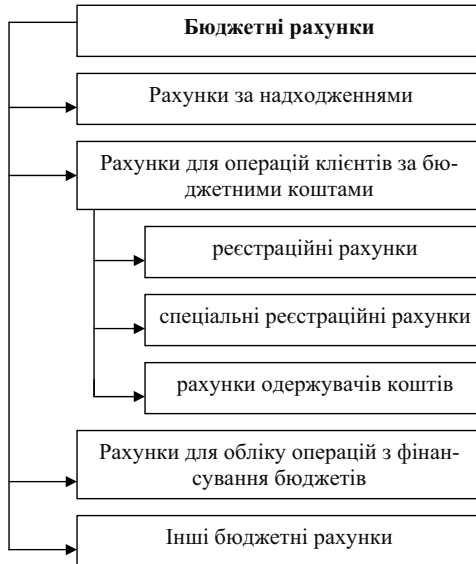 Бюджетні рахунки
Рахунки за надходженнями
Рахунки для операцій клієнтів за бю-
джетними коштами
реєстраційні рахунки
спеціальні реєстраційні рахунки
рахунки одержувачів коштів
Рахунки для обліку операцій з фінан-
сування бюджетів
Інші бюджетні рахунки